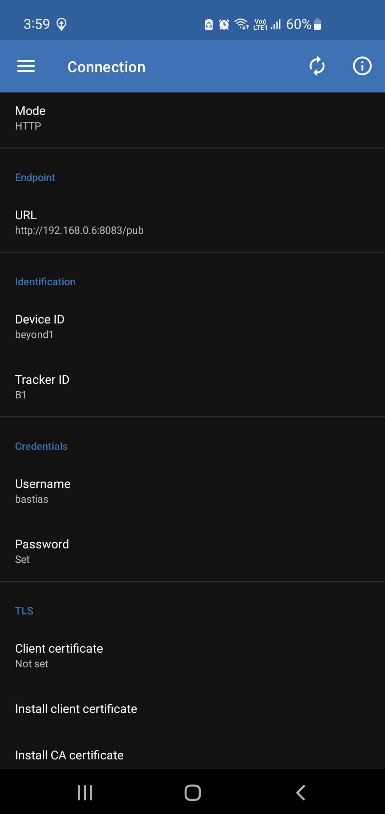 3:59
Vo)) LTE1 60%
Connection
Mode
HTTP
Endpoint
URL
http://192.168.0.6:8083/pub
Identification
Device ID
beyond1
Tracker ID
B1
Credentials
Username
bastias
Password
Set
TLS
Client certificate
Not set
Install client certificate
Install CA certificate